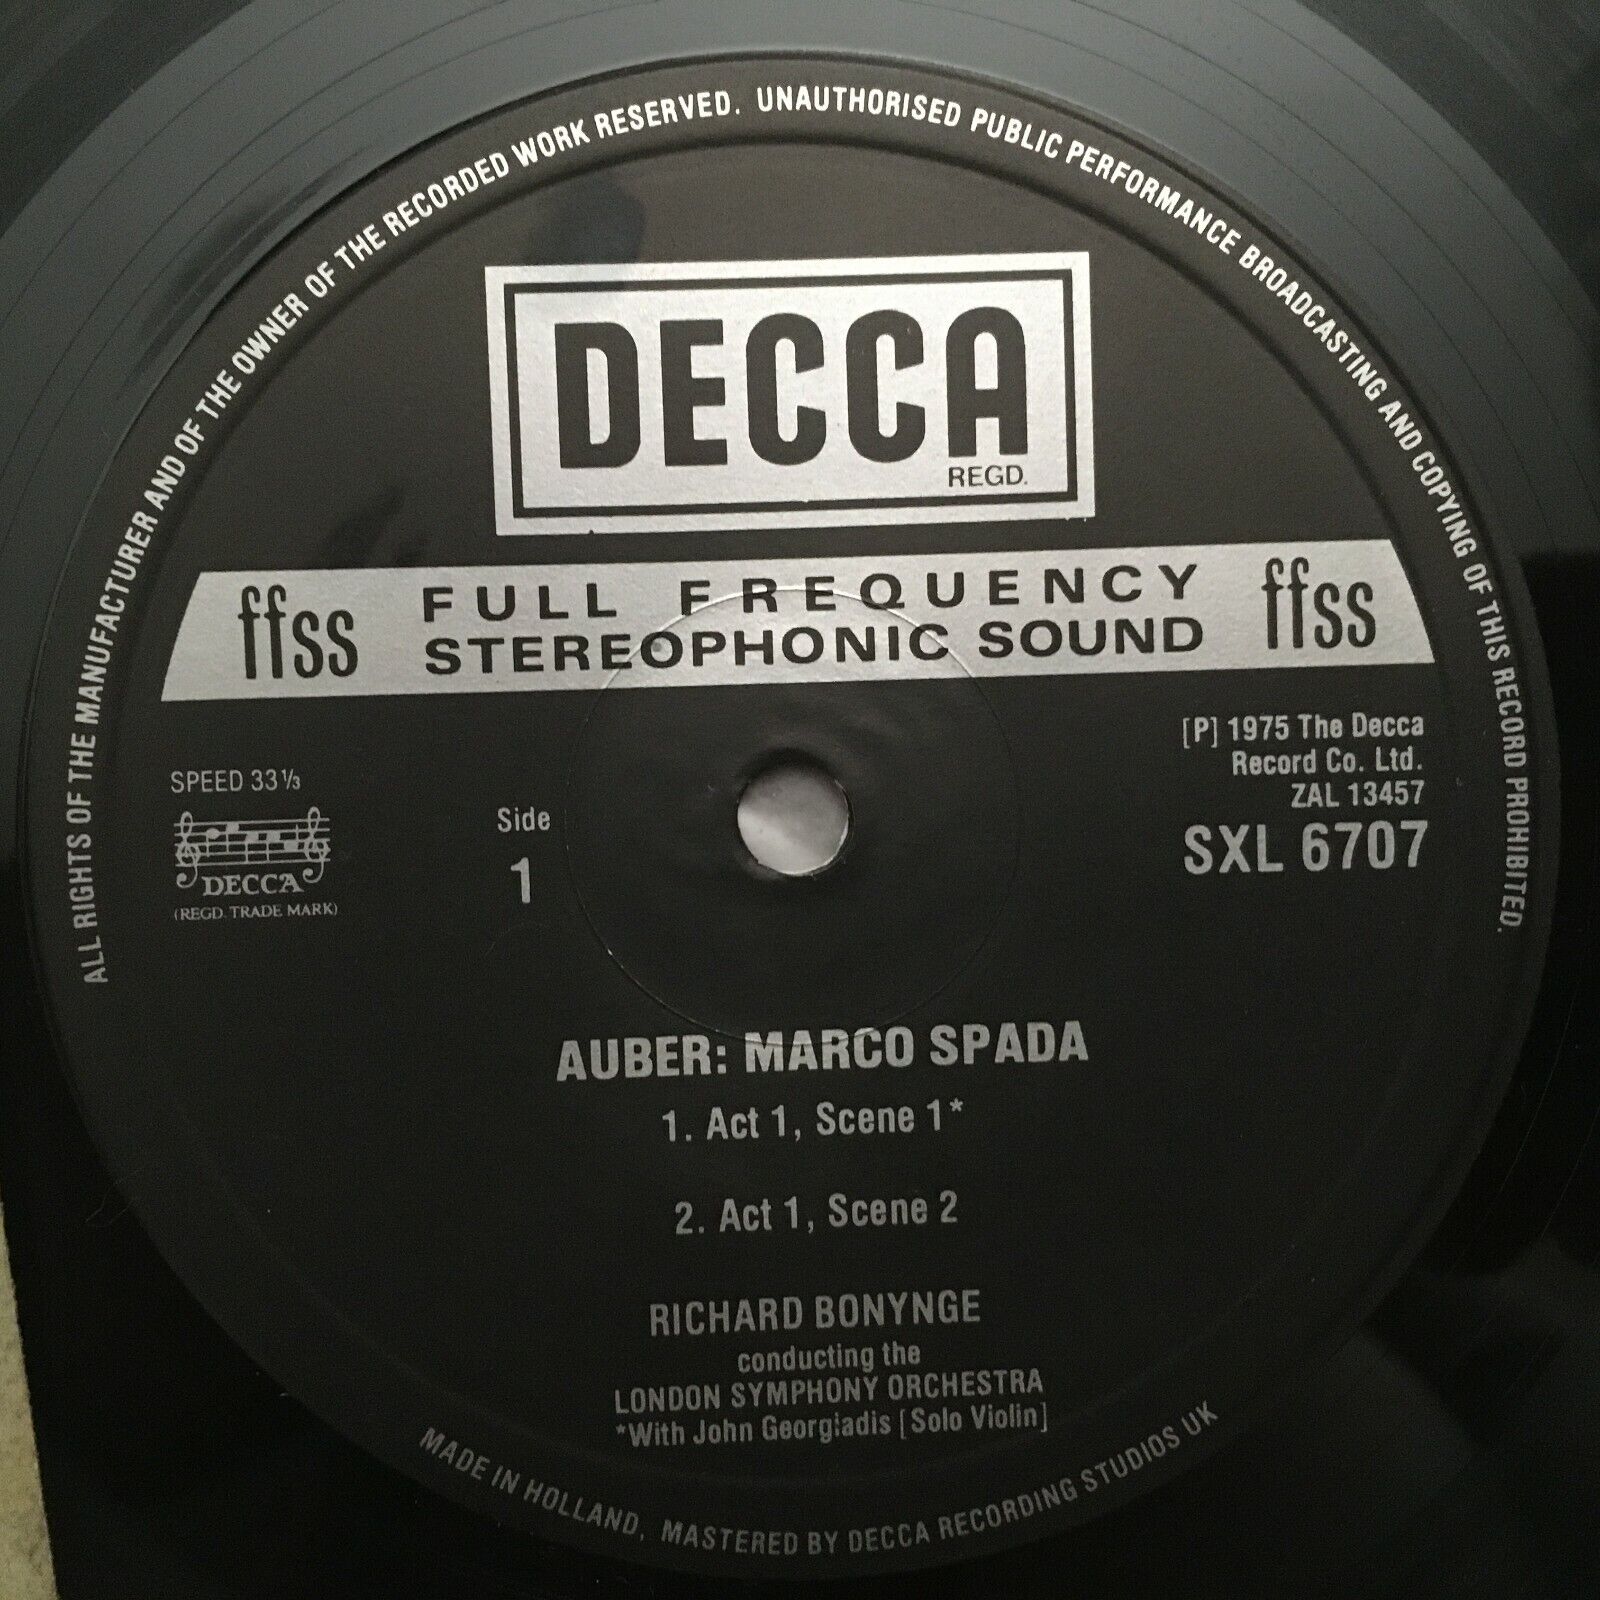 ALL RIGHTS OF THE MANUFACTURER AND OF THE OWNER OF THE RECORDED WORK RESERVED. UNAUTHORISED PUBLIC PERFORMANCE BROADCASTING AND COPYING OF THIS RECORD PROHIBITED.
DECCA
REGD.
ffss FULL FREQUENCY STEREOPHONIC SOUND ffss
[P] 1975 The Decca
Record Co. Ltd.
ZAL 13457
SXL 6707
SPEED 33⅓
DECCA
(REGD. TRADE MARK)
Side
1
AUBER: MARCO SPADA
1. Act 1, Scene 1*
2. Act 1, Scene 2
RICHARD BONYNGE
conducting the
LONDON SYMPHONY ORCHESTRA
*With John Georgiadis [Solo Violin]
MADE IN HOLLAND, MASTERED BY DECCA RECORDING STUDIOS UK